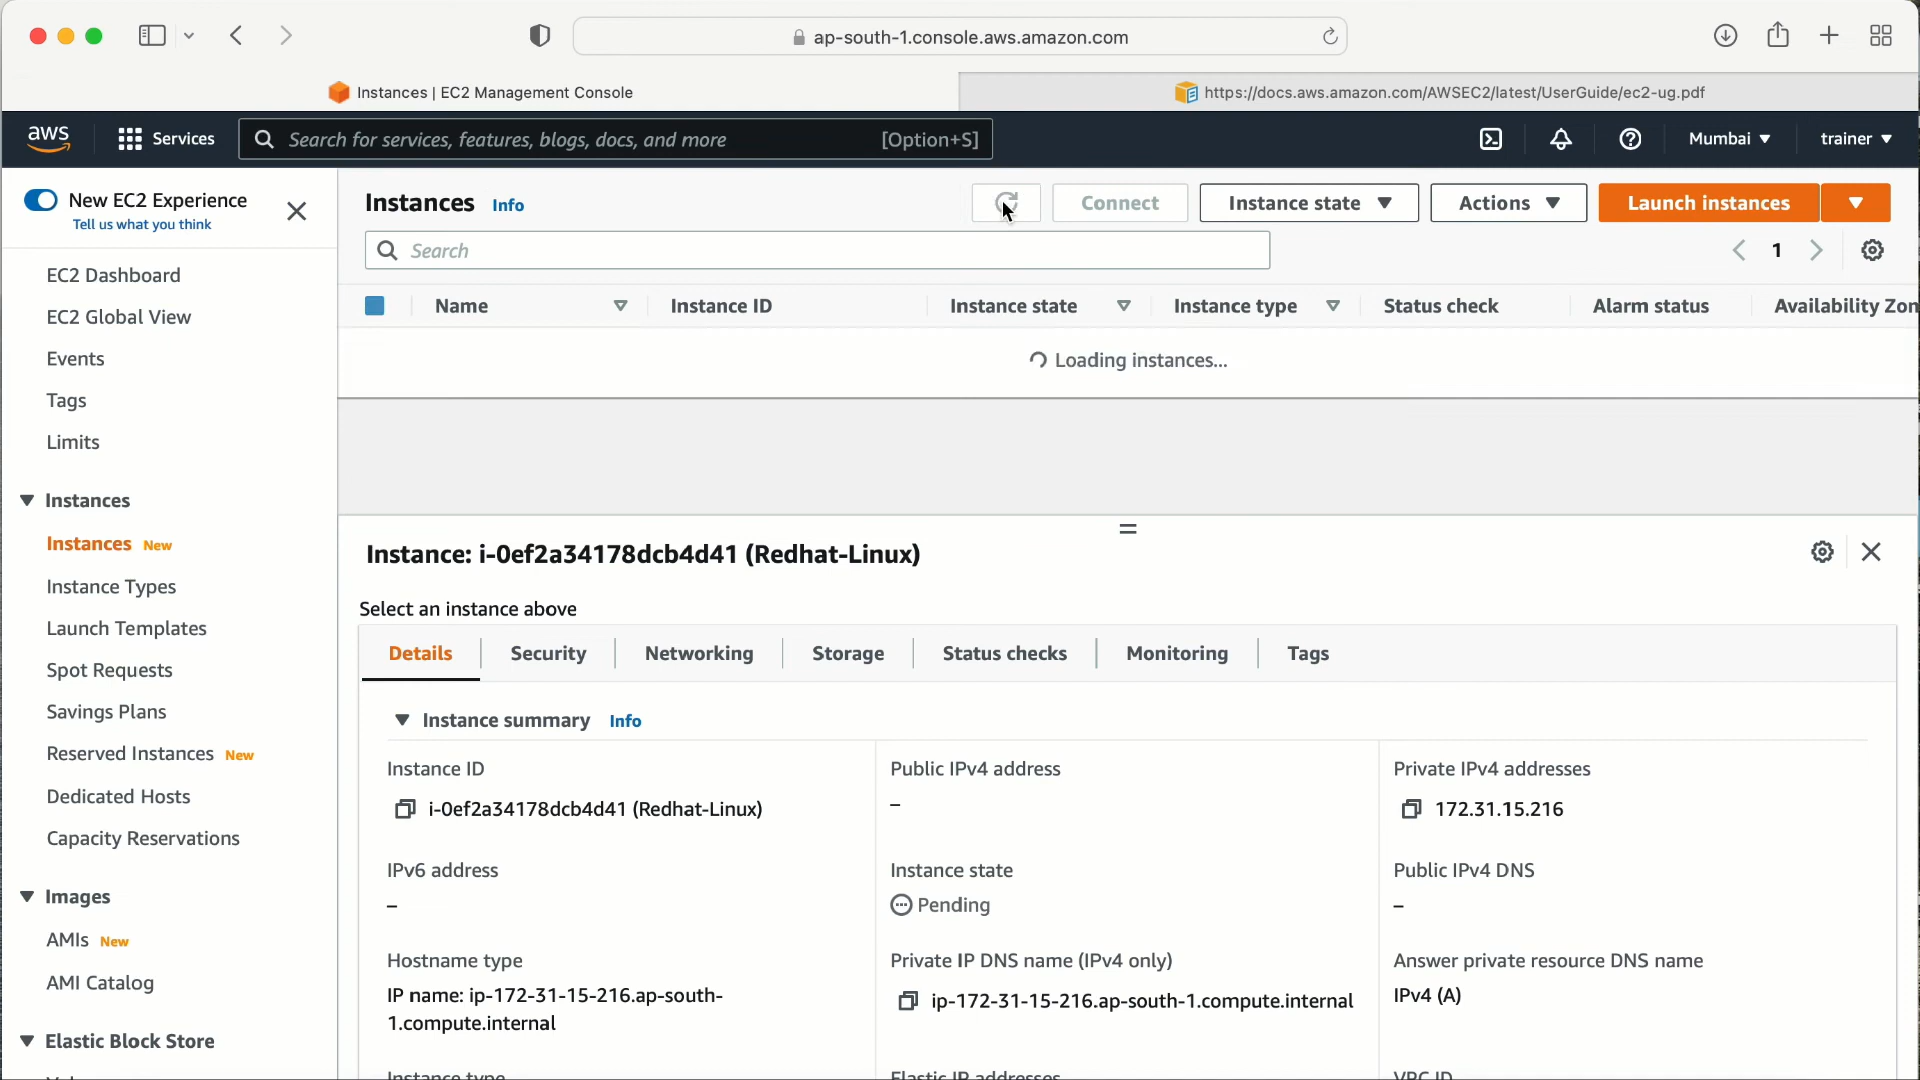 ap-south-1.console.aws.amazon.com
Instances | EC2 Management Console
https://docs.aws.amazon.com/AWSEC2/latest/UserGuide/ec2-ug.pdf
aws
Services
Search for services, features, blogs, docs, and more
[Option+S]
Mumbai
trainer
New EC2 Experience
Tell us what you think
EC2 Dashboard
EC2 Global View
Events
Tags
Limits
Instances
Instances New
Instance Types
Launch Templates
Spot Requests
Savings Plans
Reserved Instances New
Dedicated Hosts
Capacity Reservations
Images
AMIs New
AMI Catalog
Elastic Block Store
Instances Info
Connect
Instance state
Actions
Launch instances
Search
1
Name
Instance ID
Instance state
Instance type
Status check
Alarm status
Availability Zon
Loading instances...
Instance: i-0ef2a34178dcb4d41 (Redhat-Linux)
Select an instance above
Details
Security
Networking
Storage
Status checks
Monitoring
Tags
Instance summary Info
Instance ID
i-0ef2a34178dcb4d41 (Redhat-Linux)
Public IPv4 address
–
Private IPv4 addresses
172.31.15.216
IPv6 address
–
Instance state
Pending
Public IPv4 DNS
–
Hostname type
IP name: ip-172-31-15-216.ap-south-
1.compute.internal
Private IP DNS name (IPv4 only)
ip-172-31-15-216.ap-south-1.compute.internal
Answer private resource DNS name
IPv4 (A)
Instance type
Elastic IP addresses
VPC ID